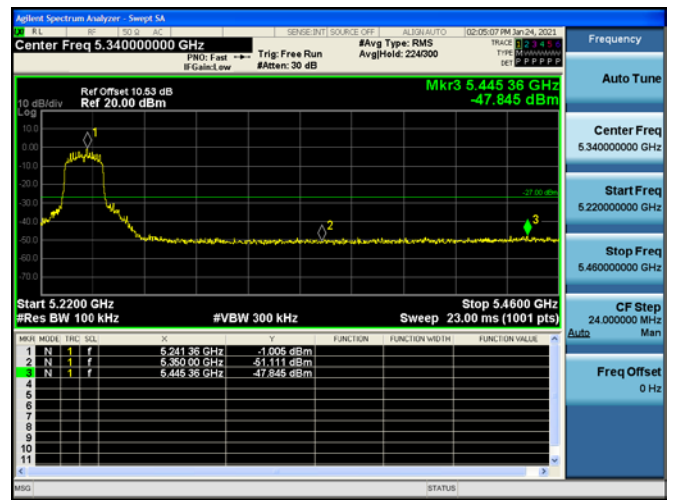 Agilent Spectrum Analyzer - Swept SA
RL RF 50 Ω AC SENSE:INT SOURCE OFF ALIGN AUTO 02:05:07 PM Jan 24, 2021
Center Freq 5.340000000 GHz #Avg Type: RMS TRACE 1 2 3 4 5 6
PNO: Fast Trig: Free Run Avg|Hold: 224/300 TYPE
IFGain:Low #Atten: 30 dB DET P P P P P P
Mkr3 5.445 36 GHz
-47.845 dBm
Ref Offset 10.53 dB
10 dB/div Ref 20.00 dBm
Log
10.0
0.00
-10.0
-20.0
-30.0
-40.0
-50.0
-60.0
-70.0
1
-27.00 dBm
2
3
Start 5.2200 GHz Stop 5.4600 GHz
#Res BW 100 kHz #VBW 300 kHz Sweep 23.00 ms (1001 pts)
MKR MODE TRC SCL X Y FUNCTION FUNCTION WIDTH FUNCTION VALUE
1 N 1 f 5.241 36 GHz -1.005 dBm
2 N 1 f 5.350 00 GHz -51.111 dBm
3 N 1 f 5.445 36 GHz -47.845 dBm
4
5
6
7
8
9
10
11
MSG STATUS
Frequency
Auto Tune
Center Freq
5.340000000 GHz
Start Freq
5.220000000 GHz
Stop Freq
5.460000000 GHz
CF Step
24.000000 MHz
Auto Man
Freq Offset
0 Hz